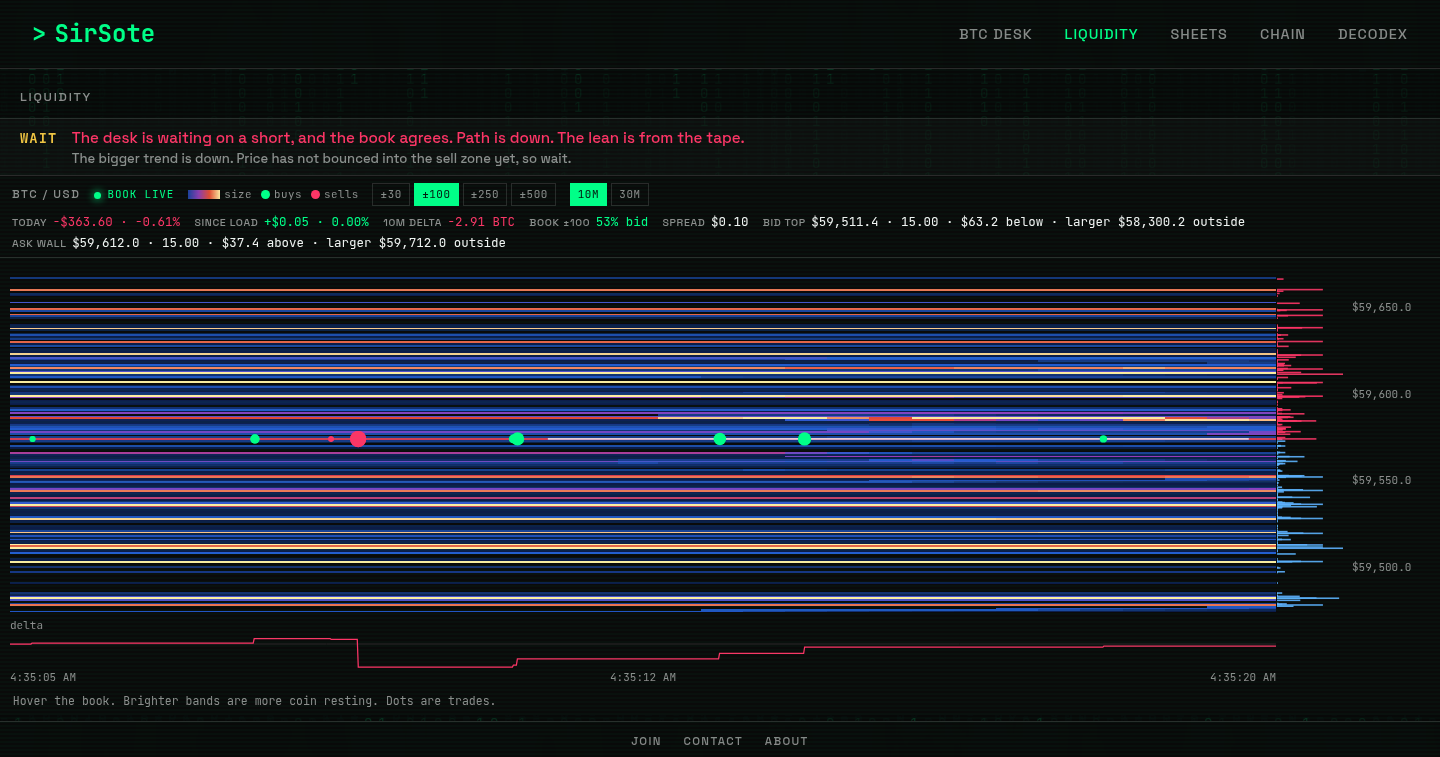 > SirSote
BTC DESK LIQUIDITY SHEETS CHAIN DECODEX
LIQUIDITY
WAIT The desk is waiting on a short, and the book agrees. Path is down. The lean is from the tape.
The bigger trend is down. Price has not bounced into the sell zone yet, so wait.
BTC / USD BOOK LIVE size buys sells ±30 ±100 ±250 ±500 10M 30M
TODAY -$363.60 · -0.61% SINCE LOAD +$0.05 · 0.00% 10M DELTA -2.91 BTC BOOK ±100 53% bid SPREAD $0.10 BID TOP $59,511.4 · 15.00 · $63.2 below · larger $58,300.2 outside
ASK WALL $59,612.0 · 15.00 · $37.4 above · larger $59,712.0 outside
$59,650.0
$59,600.0
$59,550.0
$59,500.0
delta
4:35:05 AM 4:35:12 AM 4:35:20 AM
Hover the book. Brighter bands are more coin resting. Dots are trades.
JOIN CONTACT ABOUT